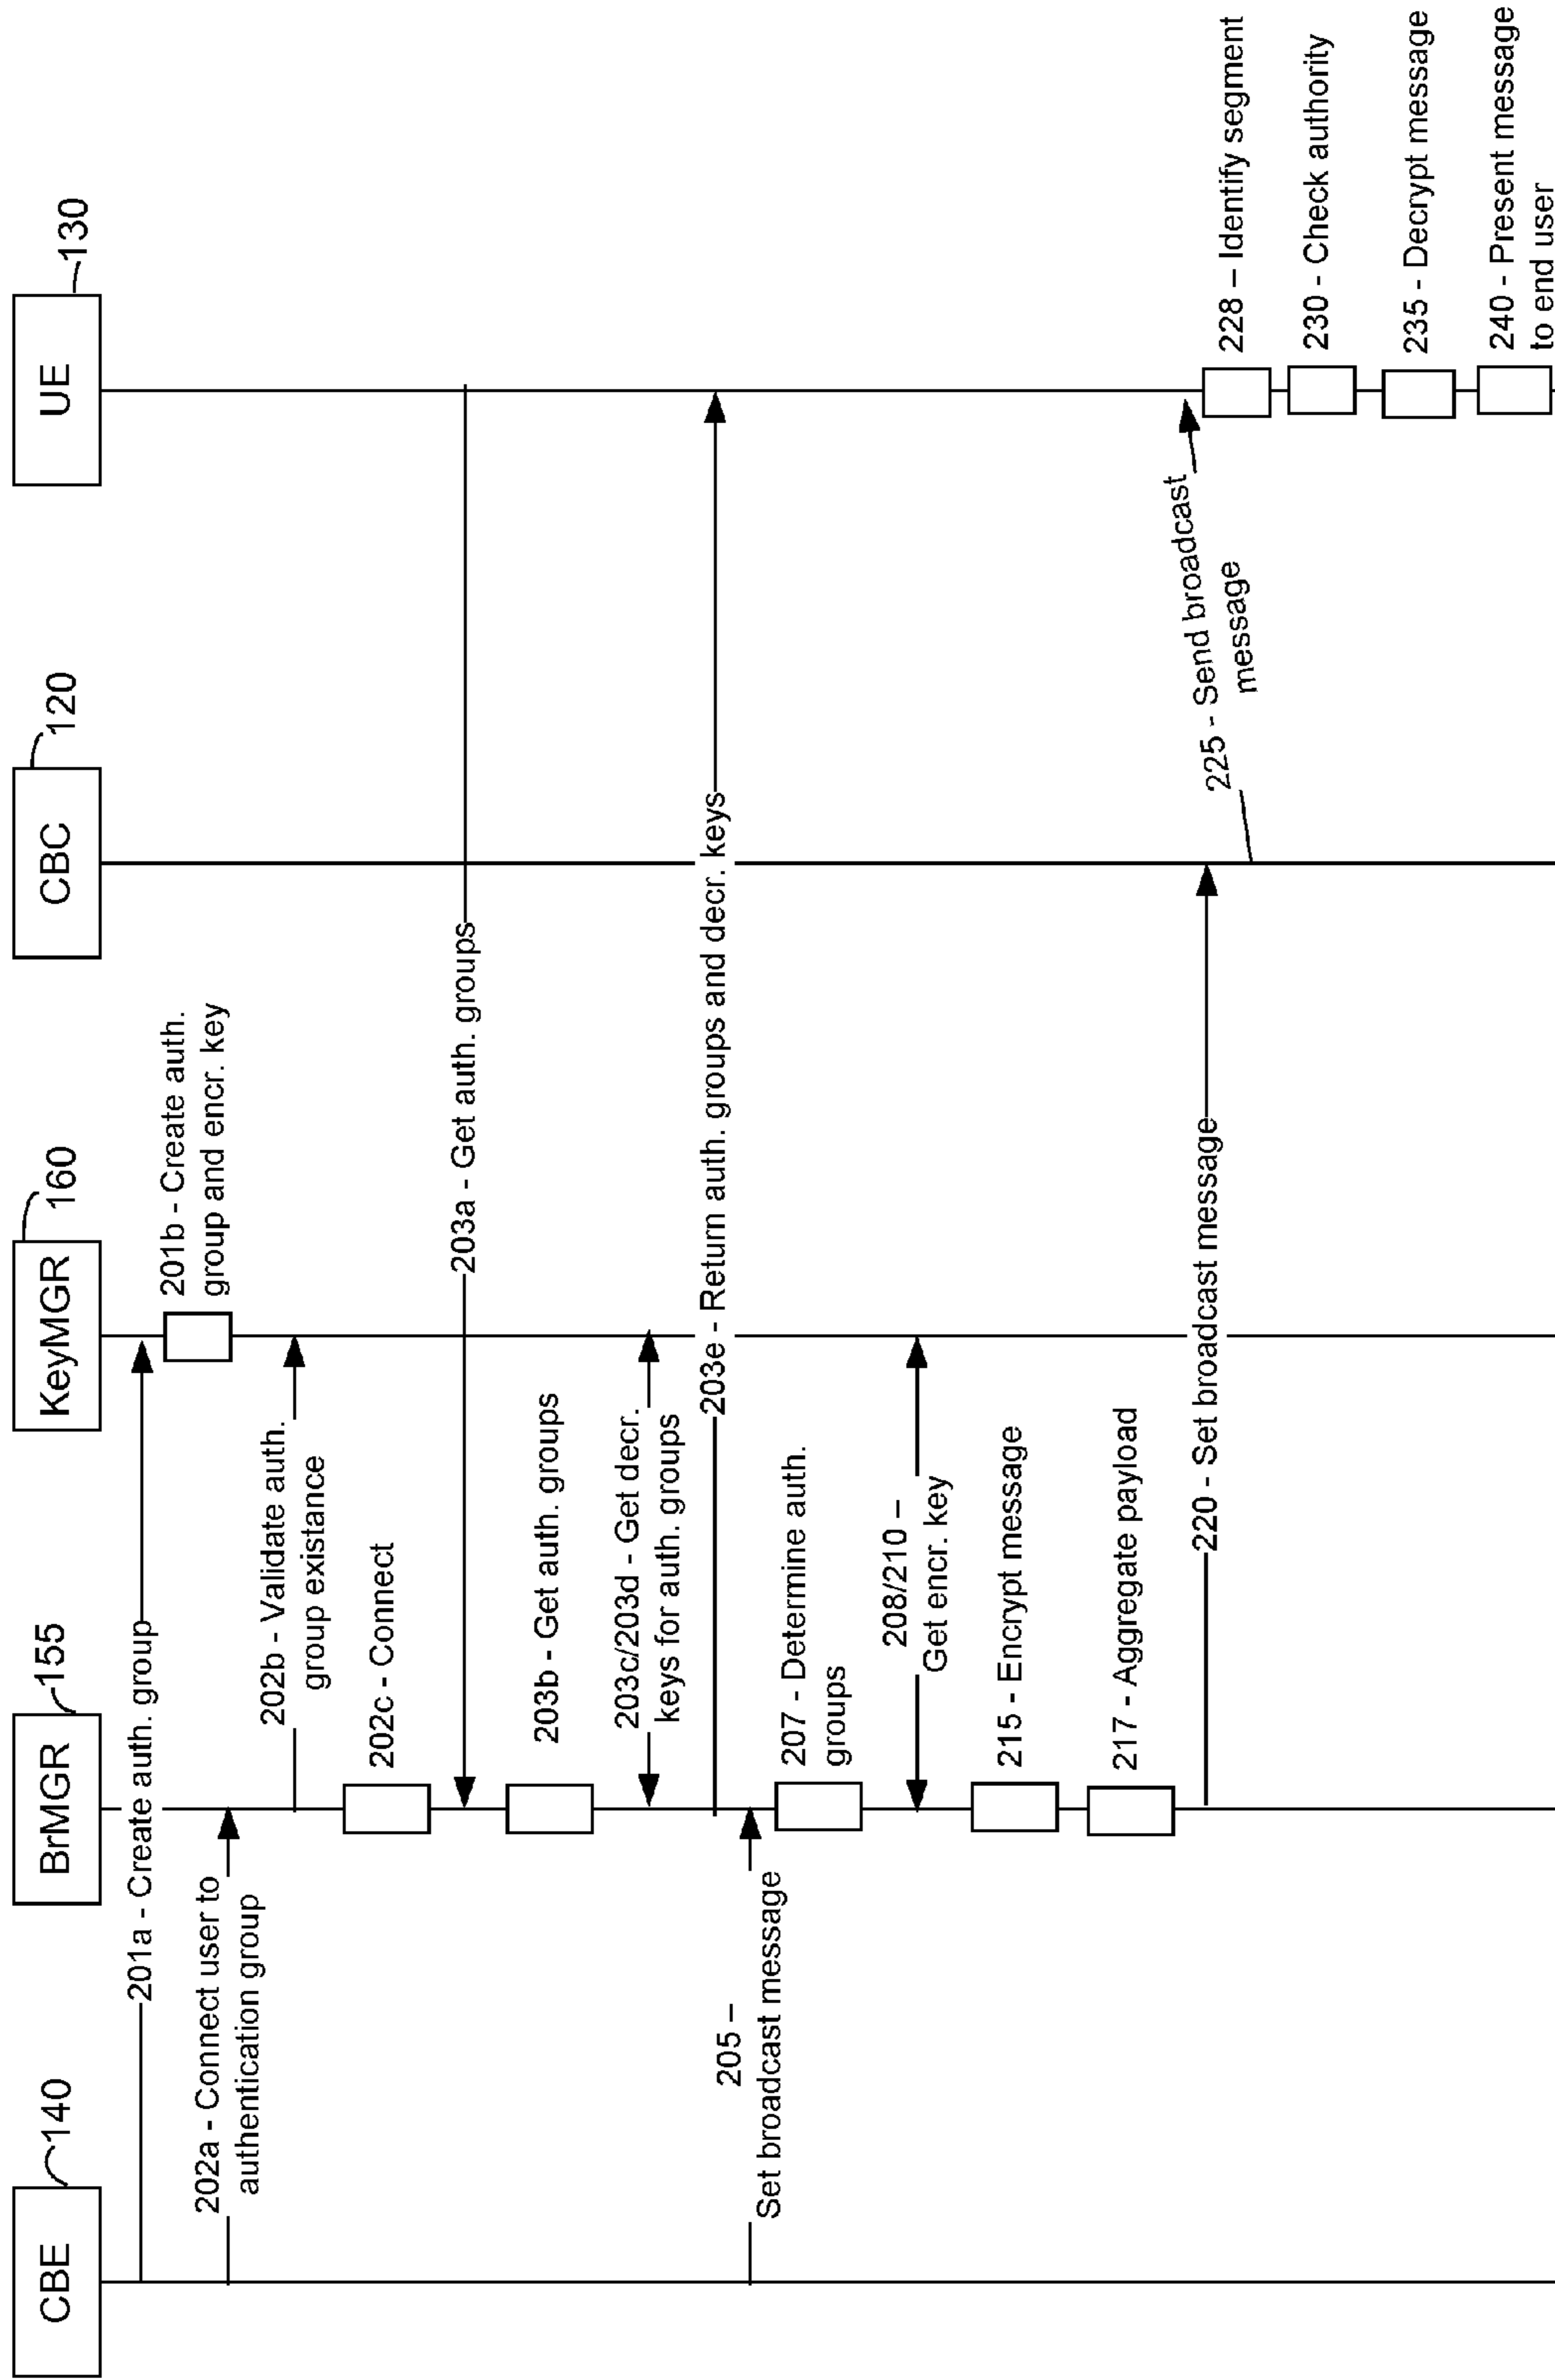 CBE
140
BrMGR
155
KeyMGR
160
CBC
120
UE
130
201a - Create auth. group
201b - Create auth.
group and encr. key
202a - Connect user to
authentication group
202b - Validate auth.
group existance
202c - Connect
203a - Get auth. groups
203b - Get auth. groups
203c/203d - Get decr.
keys for auth. groups
203e - Return auth. groups and decr. keys
205 –
Set broadcast message
207 - Determine auth.
groups
208/210 –
Get encr. key
215 - Encrypt message
217 - Aggregate payload
220 - Set broadcast message
225 - Send broadcast
message
228 – Identify segment
230 - Check authority
235 - Decrypt message
240 - Present message
to end user